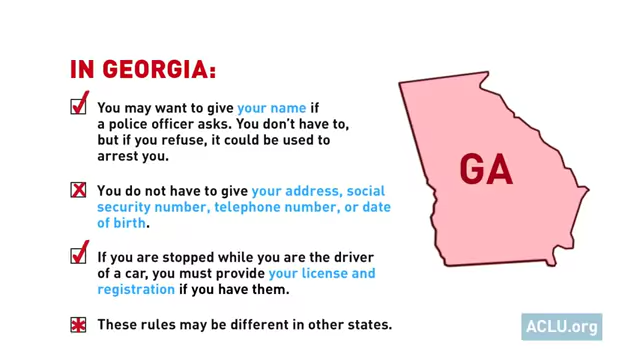 IN GEORGIA:
You may want to give your name if
a police officer asks. You don't have to,
but if you refuse, it could be used to
arrest you.
You do not have to give your address, social
security number, telephone number, or date
of birth.
If you are stopped while you are the driver
of a car, you must provide your license and
registration if you have them.
These rules may be different in other states.
GA
ACLU.org